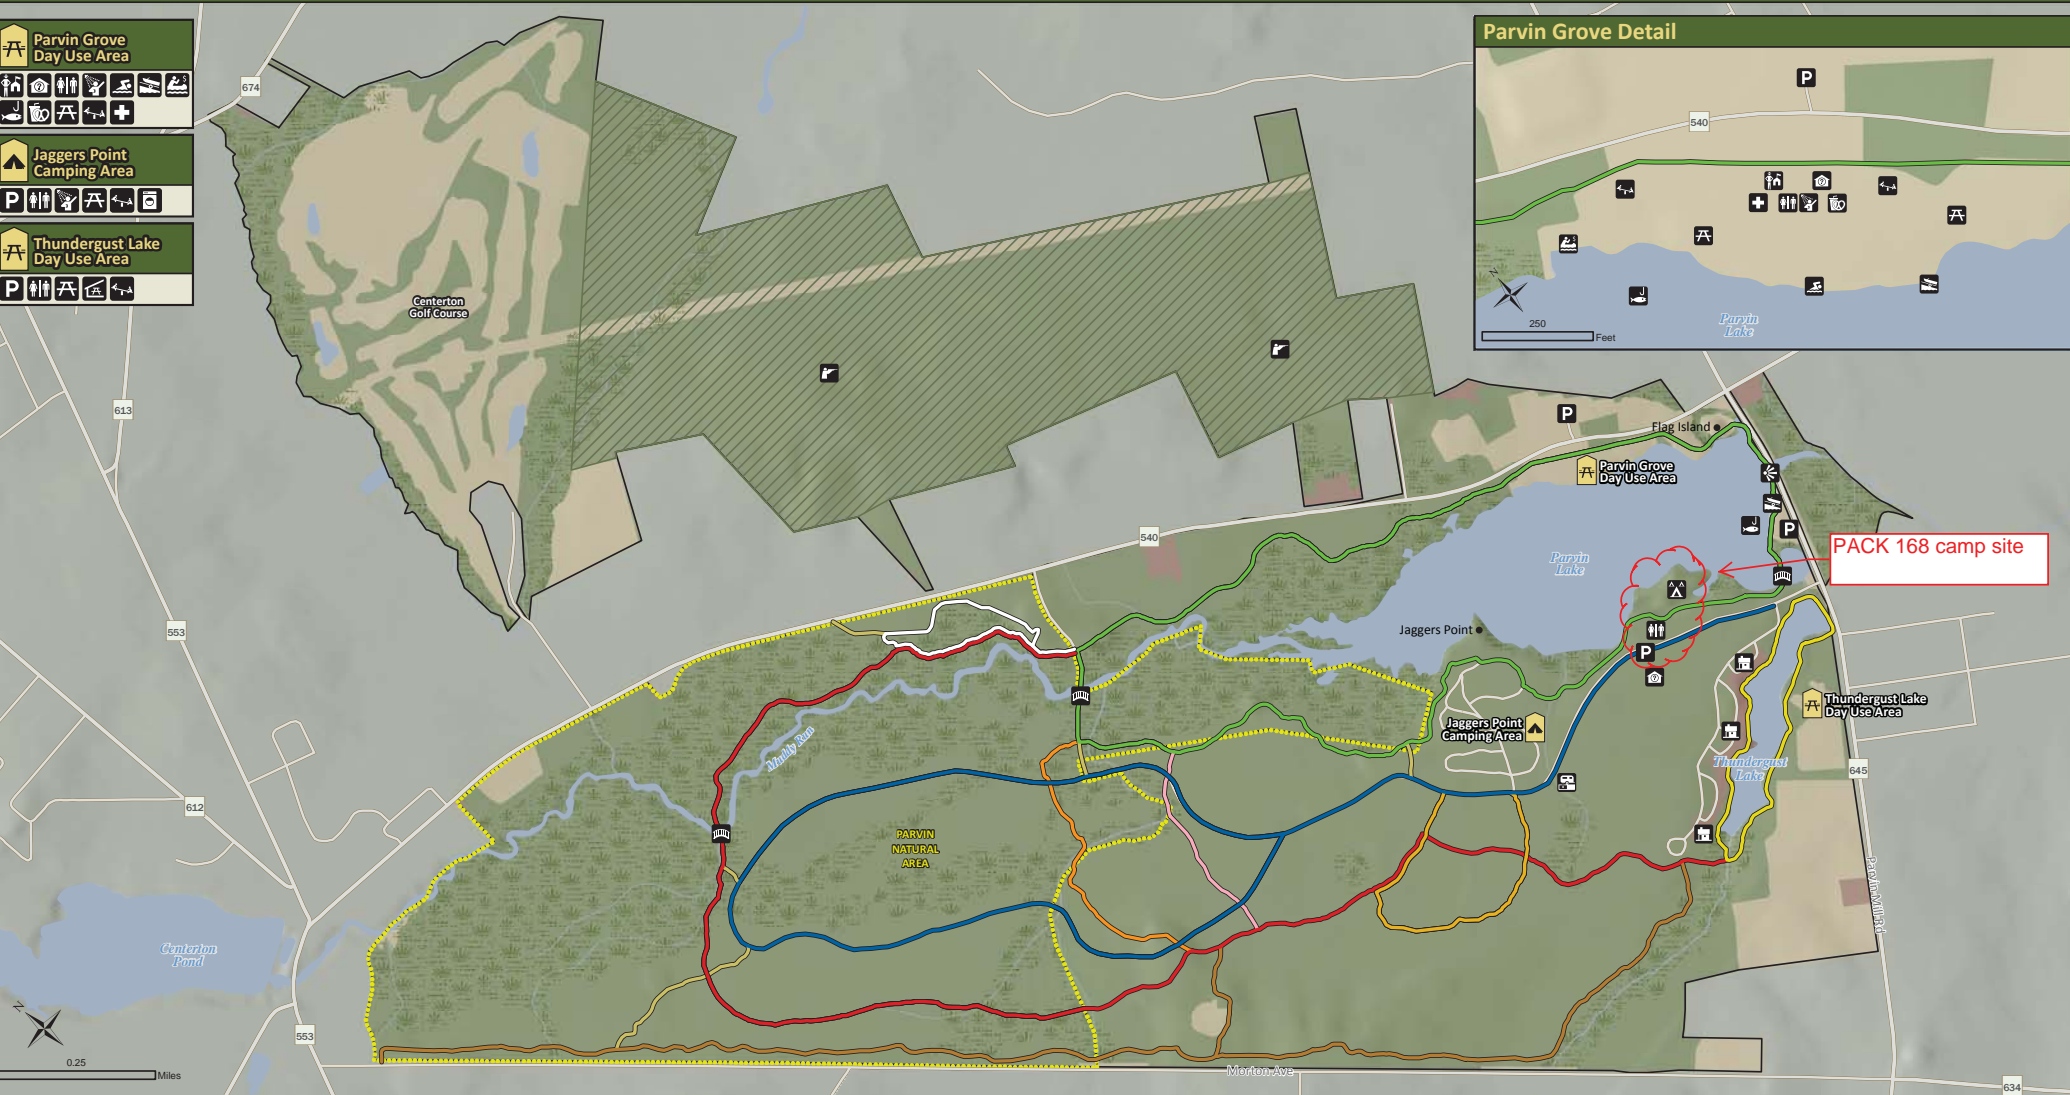 Parvin Grove
Day Use Area
Jaggers Point
Camping Area
P
Thundergust Lake
Day Use Area
P
674
613
553
612
553
Centerton
Golf Course
Parvin Grove Detail
P
540
N
250
Feet
Parvin
Lake
P
Flag Island
Parvin Grove
Day Use Area
540
P
PACK 168 camp site
Parvin
Lake
Jaggers Point
P
Jaggers Point
Camping Area
Thundergust Lake
Day Use Area
Thundergust
Lake
645
Muddy Run
PARVIN
NATURAL
AREA
Parvin Mill Rd
Centerton
Pond
N
0.25
Miles
Morton Ave
634